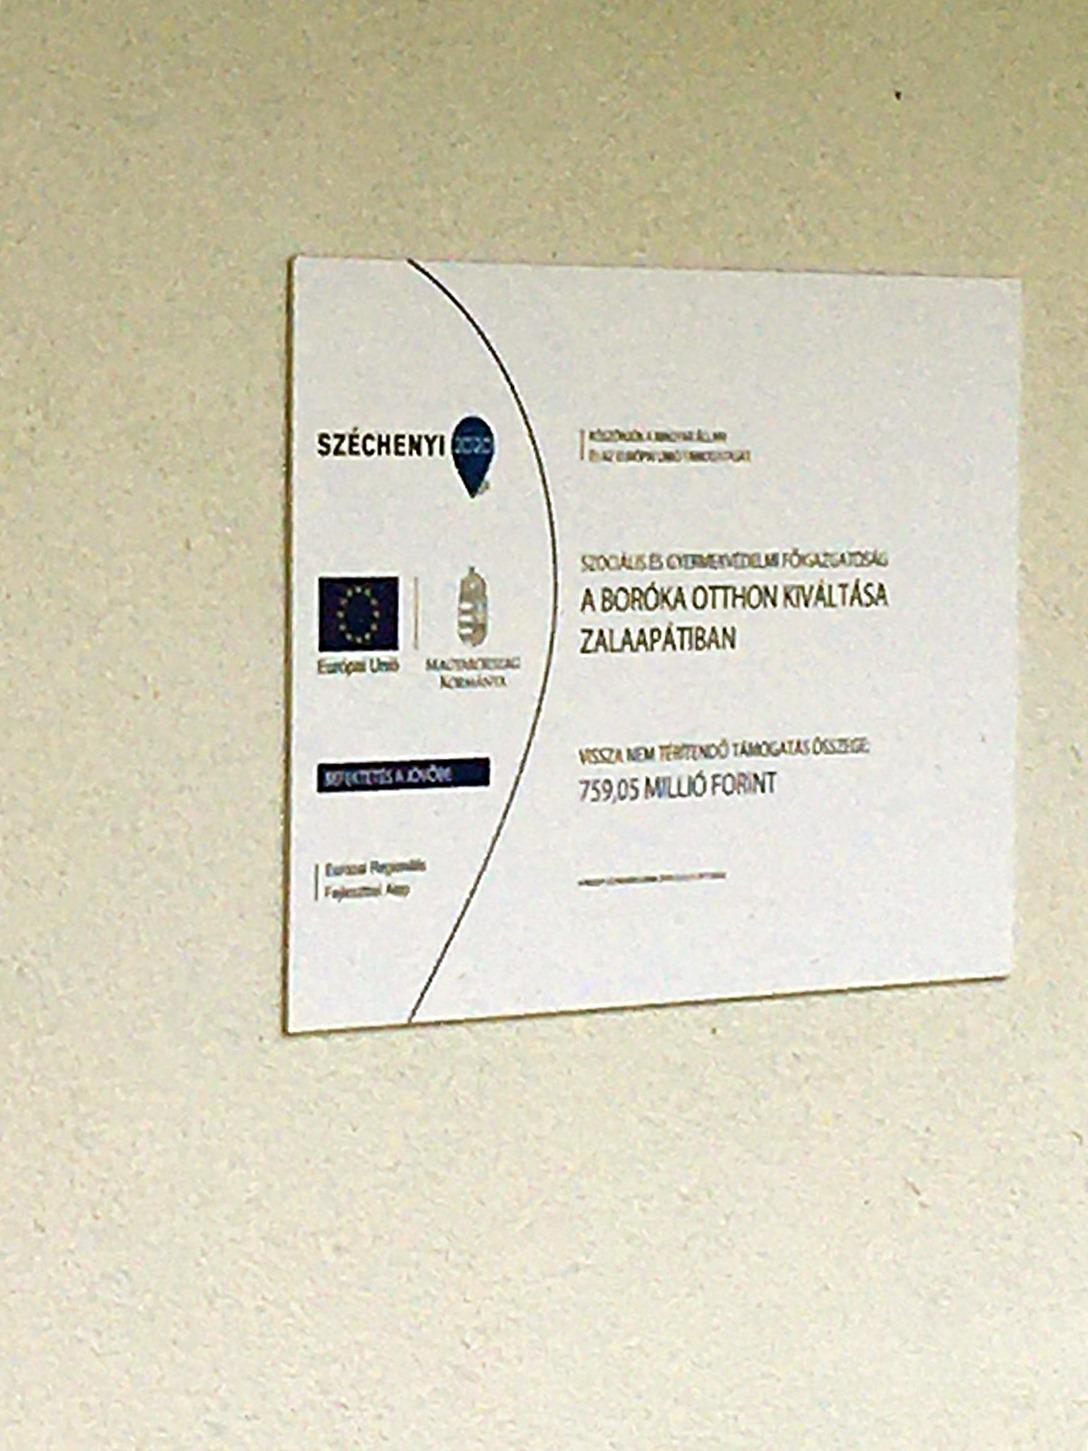 SZÉCHENYI 2020
Európai Unió
MAGYARORSZÁG
KORMÁNYA
BEFEKTETÉS A JÖVŐBE
Európai Regionális
Fejlesztési Alap
KÖSZÖNJÜK A MAGYAR ÁLLAM
ÉS AZ EURÓPAI UNIÓ TÁMOGATÁSÁT
SZOCIÁLIS ÉS GYERMEKVÉDELMI FŐIGAZGATÓSÁG
A BORÓKA OTTHON KIVÁLTÁSA
ZALAAPÁTIBAN
VISSZA NEM TÉRÍTENDŐ TÁMOGATÁS ÖSSZEGE:
759,05 MILLIÓ FORINT